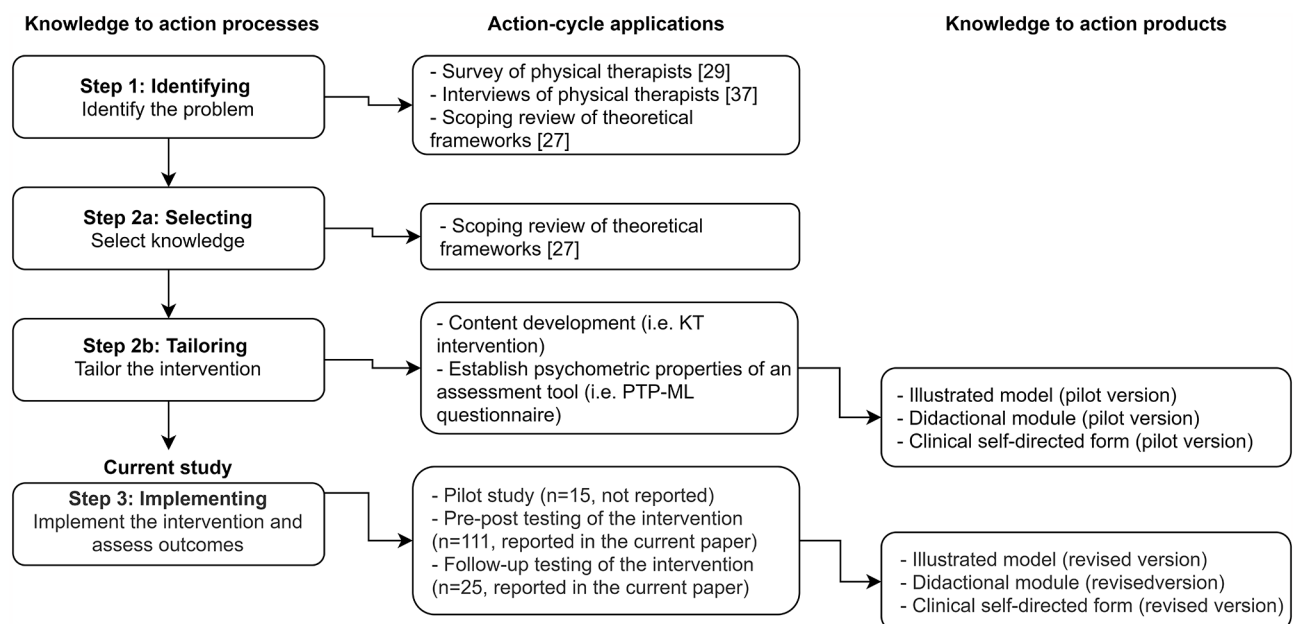 Knowledge to action processes
Action-cycle applications
Knowledge to action products
Step 1: Identifying
Identify the problem
- Survey of physical therapists [29]
- Interviews of physical therapists [37]
- Scoping review of theoretical
frameworks [27]
Step 2a: Selecting
Select knowledge
- Scoping review of theoretical
frameworks [27]
Step 2b: Tailoring
Tailor the intervention
- Content development (i.e. KT
intervention)
- Establish psychometric properties of an
assessment tool (i.e. PTP-ML
questionnaire)
- Illustrated model (pilot version)
- Didactional module (pilot version)
- Clinical self-directed form (pilot version)
Current study
Step 3: Implementing
Implement the intervention and
assess outcomes
- Pilot study (n=15, not reported)
- Pre-post testing of the intervention
(n=111, reported in the current paper)
- Follow-up testing of the intervention
(n=25, reported in the current paper)
- Illustrated model (revised version)
- Didactional module (revisedversion)
- Clinical self-directed form (revised version)